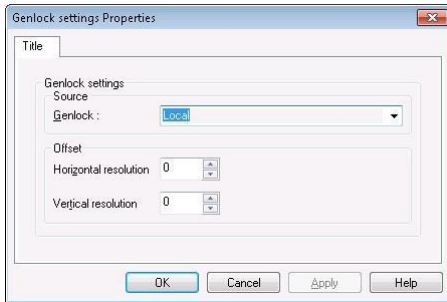 Genlock settings Properties
Title
Genlock settings
Source
Genlock : Local
Offset
Horizontal resolution 0
Vertical resolution 0
OK Cancel Apply Help